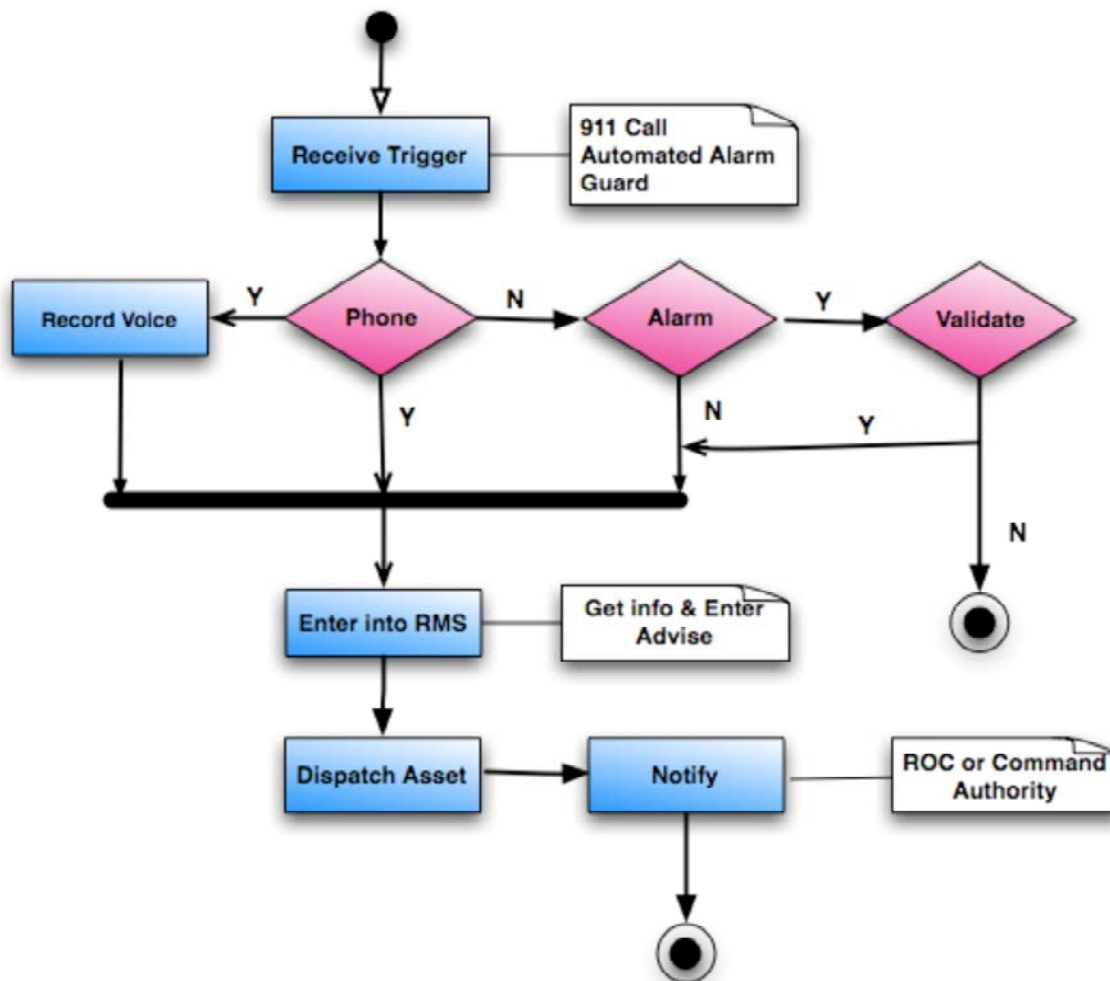 Receive Trigger
911 Call
Automated Alarm
Guard
Record Voice
Y
Phone
N
Alarm
Y
Validate
Y
N
Y
N
Enter into RMS
Get info & Enter
Advise
Dispatch Asset
Notify
ROC or Command
Authority